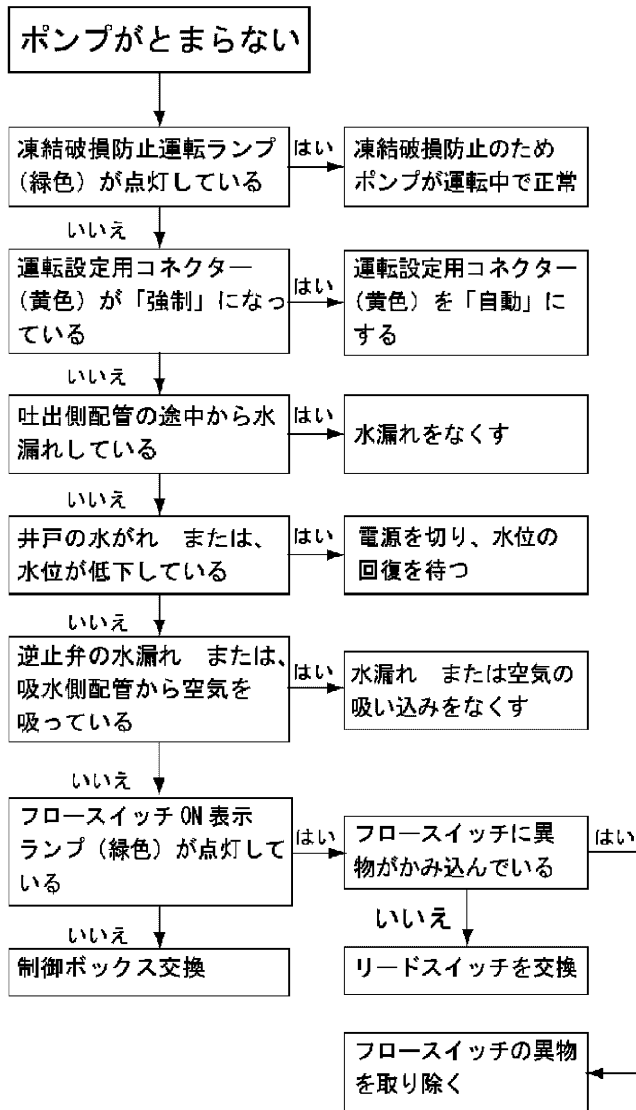 ポンプがとまらない
凍結破損防止運転ランプ
(緑色)が点灯している
はい
凍結破損防止のため
ポンプが運転中で正常
いいえ
運転設定用コネクター
(黄色)が「強制」になっ
ている
はい
運転設定用コネクター
(黄色)を「自動」に
する
いいえ
吐出側配管の途中から水
漏れしている
はい
水漏れをなくす
いいえ
井戸の水がれ　または、
水位が低下している
はい
電源を切り、水位の
回復を待つ
いいえ
逆止弁の水漏れ　または、
吸水側配管から空気を
吸っている
はい
水漏れ　または空気の
吸い込みをなくす
いいえ
フロースイッチON表示
ランプ(緑色)が点灯して
いる
はい
フロースイッチに異
物がかみ込んでいる
はい
いいえ
制御ボックス交換
いいえ
リードスイッチを交換
フロースイッチの異物
を取り除く